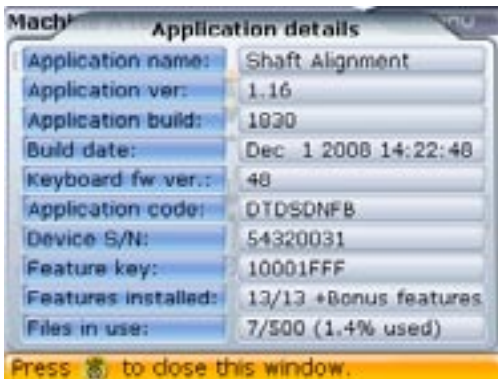 Application details
Application name: Shaft Alignment
Application ver: 1.16
Application build: 1830
Build date: Dec 1 2008 14:22:48
Keyboard fw ver.: 48
Application code: DTDSDNFB
Device S/N: 54320031
Feature key: 10001FFF
Features installed: 13/13 +Bonus features
Files in use: 7/500 (1.4% used)
Press to close this window.